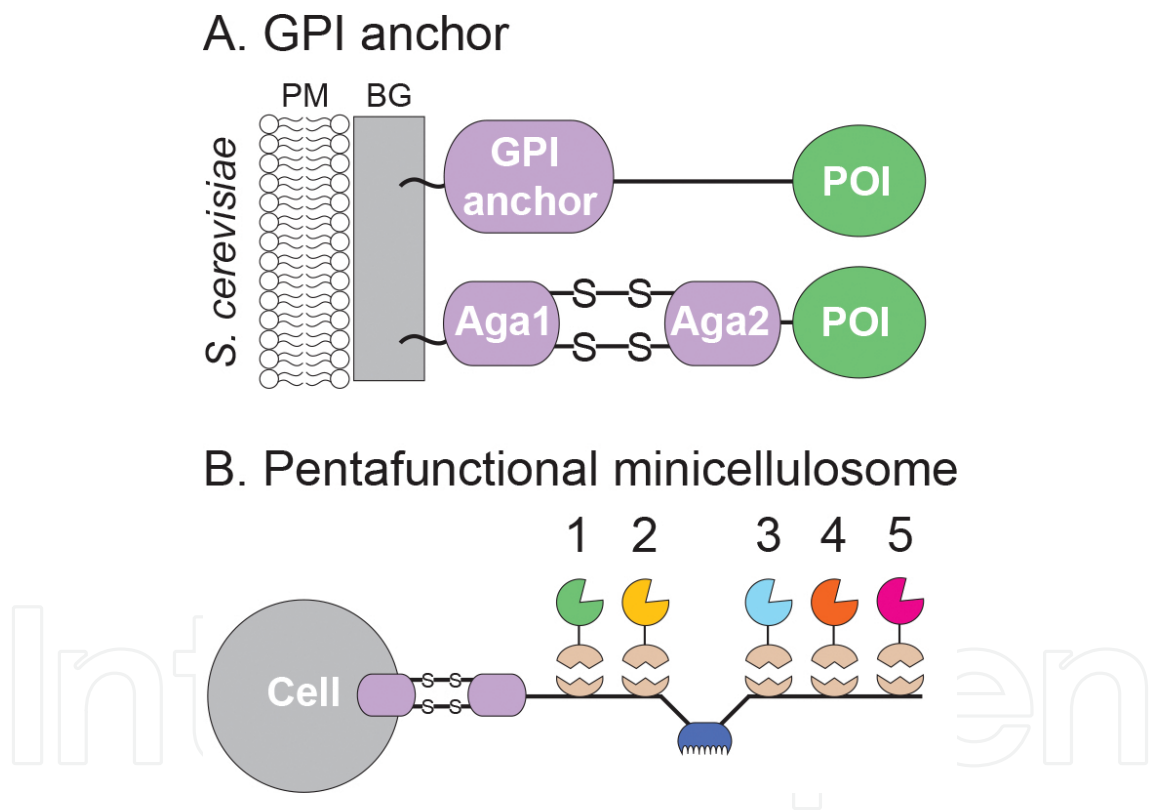 A. GPI anchor
PM BG
S. cerevisiae
GPI
anchor
POI
Aga1
S S
S S
Aga2
POI
B. Pentafunctional minicellulosome
1 2 3 4 5
Cell
S S
S S